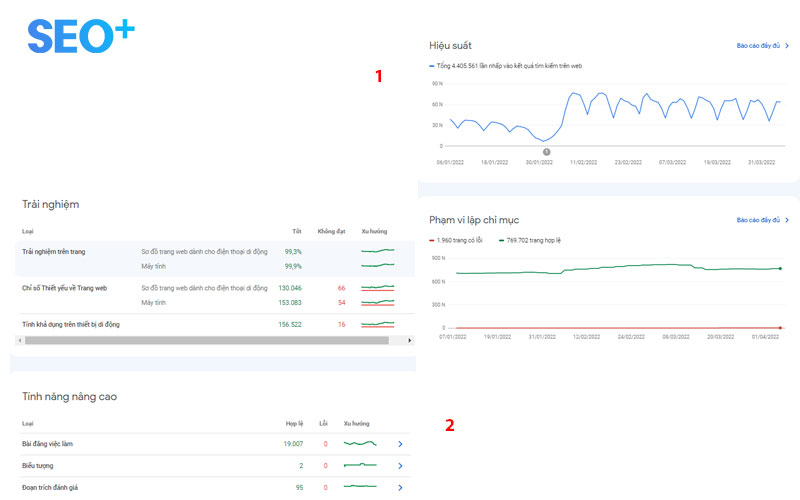 SEO+
1
Hiệu suất
Báo cáo đầy đủ
Tổng 4.405.561 lần nhấp vào kết quả tìm kiếm trên web
90 N
60 N
30 N
0
1
06/01/2022 18/01/2022 30/01/2022 11/02/2022 23/02/2022 07/03/2022 19/03/2022 31/03/2022
Trải nghiệm
Loại Tốt Không đạt Xu hướng
Trải nghiệm trên trang Sơ đồ trang web dành cho điện thoại di động 99,3%
Máy tính 99,9%
Chỉ số Thiết yếu về Trang web Sơ đồ trang web dành cho điện thoại di động 130.046 66
Máy tính 153.083 54
Tính khả dụng trên thiết bị di động 156.522 16
Phạm vi lập chỉ mục
Báo cáo đầy đủ
1.960 trang có lỗi 769.702 trang hợp lệ
900 N
600 N
300 N
0
07/01/2022 19/01/2022 31/01/2022 12/02/2022 24/02/2022 08/03/2022 20/03/2022 01/04/2022
Tính năng nâng cao
Loại Hợp lệ Lỗi Xu hướng
Bài đăng việc làm 19.007 0
Biểu tượng 2 0
Đoạn trích đánh giá 95 0
2